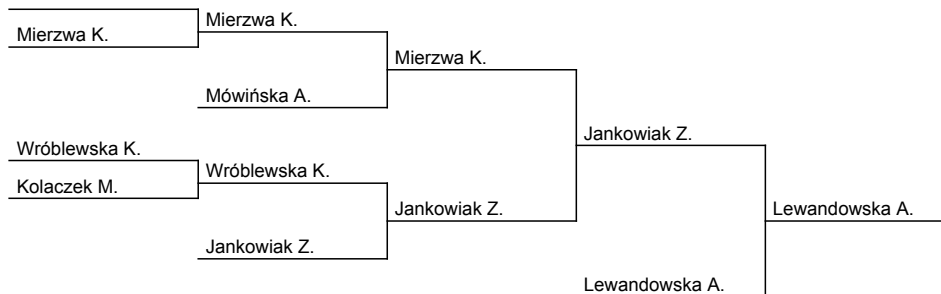 Mierzwa K.
Mierzwa K.
Mierzwa K.
Mówińska A.
Jankowiak Z.
Wróblewska K.
Wróblewska K.
Kolaczek M.
Jankowiak Z.
Lewandowska A.
Jankowiak Z.
Lewandowska A.